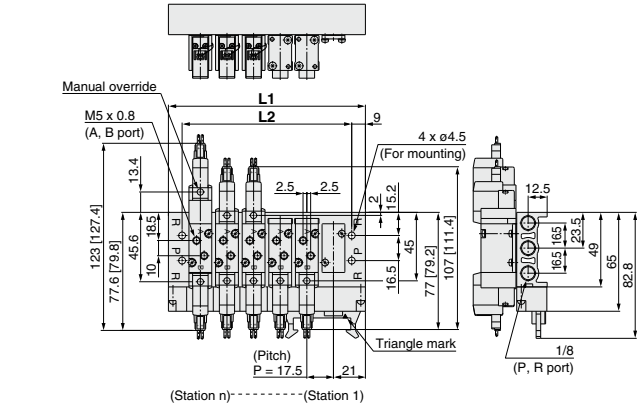 Manual override
L1
M5 x 0.8
(A, B port)
L2
9
4 x ø4.5
(For mounting)
13.4
2.5
2.5
2
15.2
12.5
123 [127.4]
77.6 [79.8]
45.6
18.5
10
R
P
R
R
P
R
45
16.5
77 [79.2]
107 [111.4]
16.5
16.5
23.5
49
65
82.8
(Pitch)
P = 17.5
21
Triangle mark
1/8
(P, R port)
(Station n)
(Station 1)